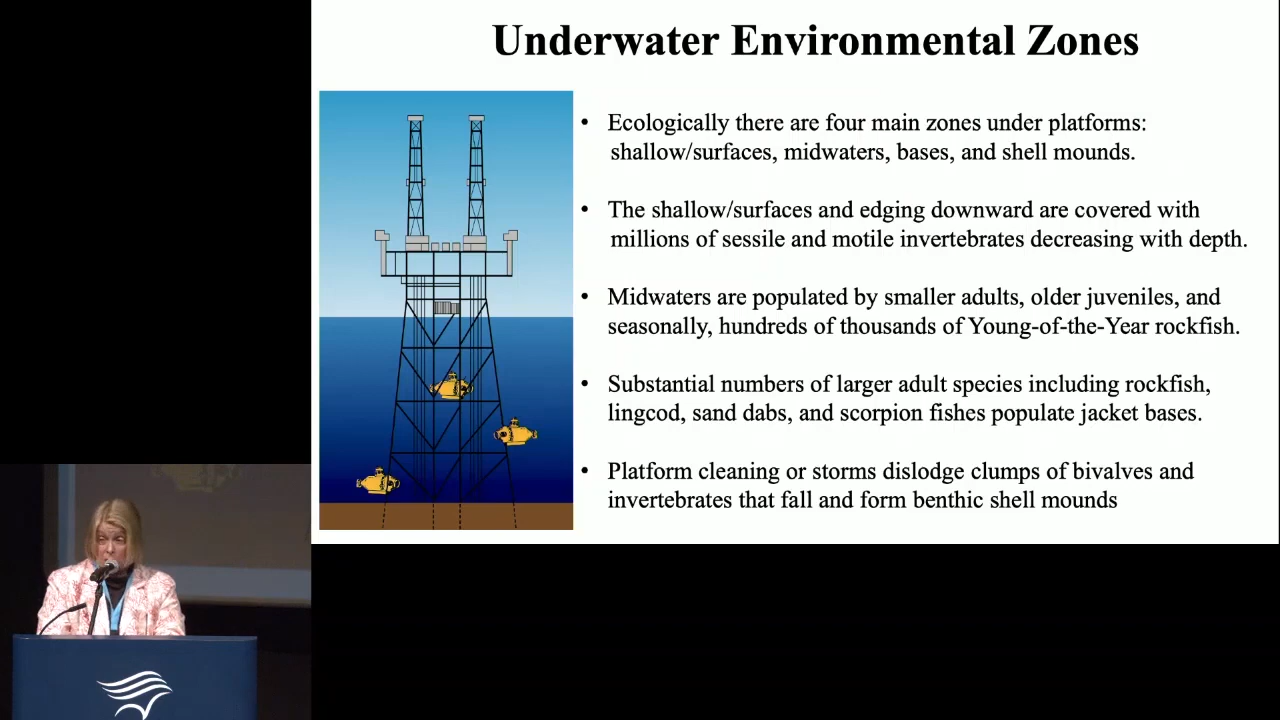 Underwater Environmental Zones
• Ecologically there are four main zones under platforms:
shallow/surfaces, midwaters, bases, and shell mounds.
• The shallow/surfaces and edging downward are covered with
millions of sessile and motile invertebrates decreasing with depth.
• Midwaters are populated by smaller adults, older juveniles, and
seasonally, hundreds of thousands of Young-of-the-Year rockfish.
• Substantial numbers of larger adult species including rockfish,
lingcod, sand dabs, and scorpion fishes populate jacket bases.
• Platform cleaning or storms dislodge clumps of bivalves and
invertebrates that fall and form benthic shell mounds